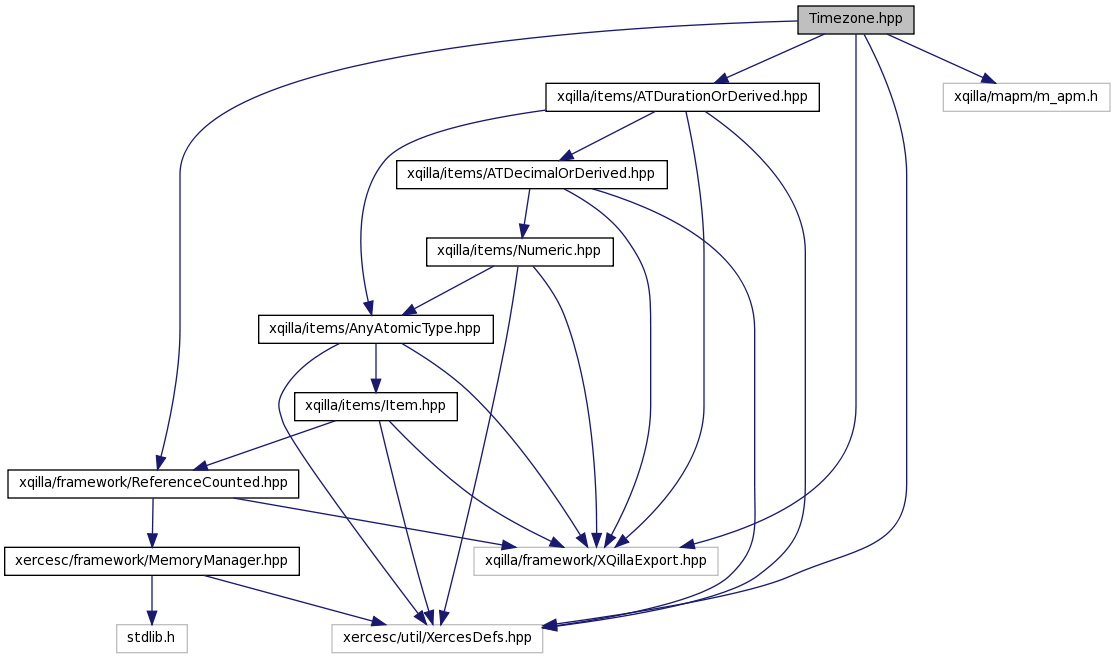 Timezone.hpp
xqilla/items/ATDurationOrDerived.hpp
xqilla/mapm/m_apm.h
xqilla/items/ATDecimalOrDerived.hpp
xqilla/items/Numeric.hpp
xqilla/items/AnyAtomicType.hpp
xqilla/items/Item.hpp
xqilla/framework/ReferenceCounted.hpp
xercesc/framework/MemoryManager.hpp
xqilla/framework/XQillaExport.hpp
stdlib.h
xercesc/util/XercesDefs.hpp